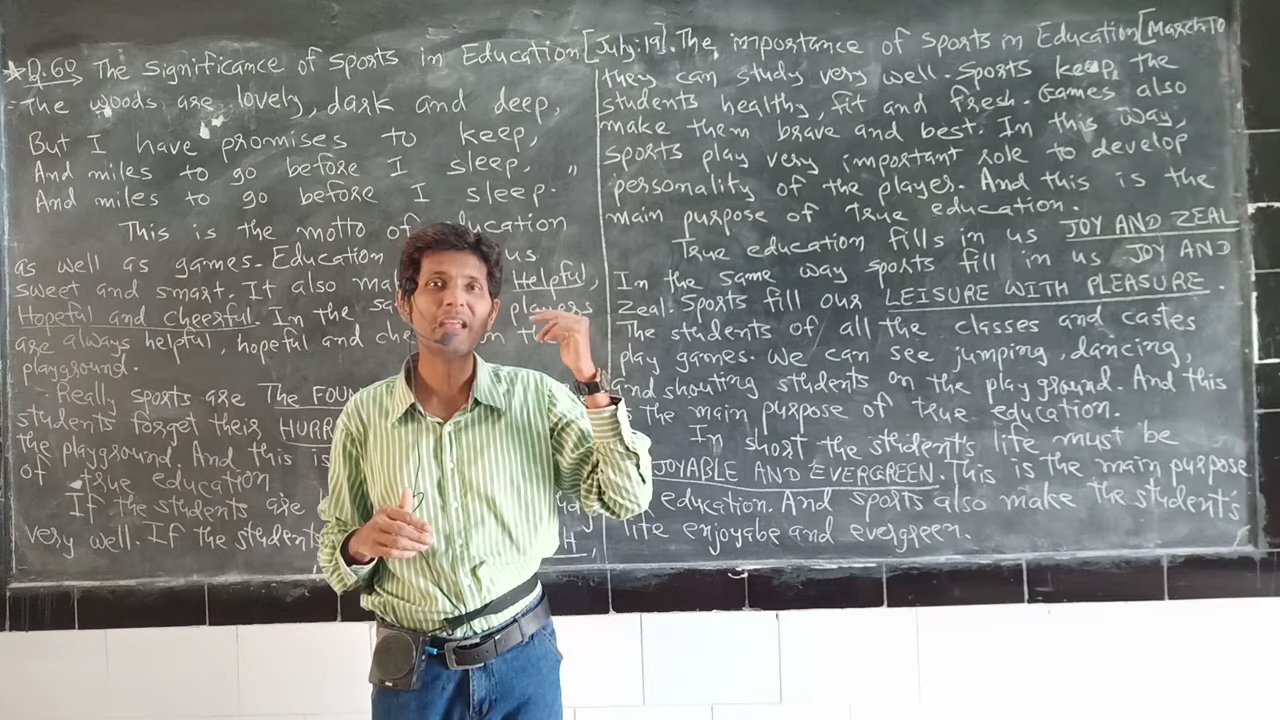 Q.60 The significance of sports in Education [July:19]. The importance of sports in Education [March:10
The woods are lovely, dark and deep,
But I have promises to keep,
And miles to go before I sleep, "
And miles to go before I sleep.
This is the motto of education
as well as games. Education us
sweet and smart. It also Helpful,
Hopeful and cheerful. In the players
are always helpful, hopeful and
playground.
Really sports are The
students forget their
the playground. And this is
of true education
If the students are
very well. If the students
they can study very well. Sports keep the
students healthy, fit and fresh. Games also
make them brave and best. In this way,
sports play very important role to develop
personality of the player. And this is the
main purpose of true education.
True education fills in us JOY AND ZEAL
In the same way sports fill in us JOY AND
Zeal. Sports fill our LEISURE WITH PLEASURE.
The students of all the classes and castes
play games. We can see jumping, dancing,
and shouting students on the playground. And this
the main purpose of true education.
In short the student's life must be
JOYABLE AND EVERGREEN. This is the main purpose
education. And sports also make the student's
life enjoyabe and evergreen.